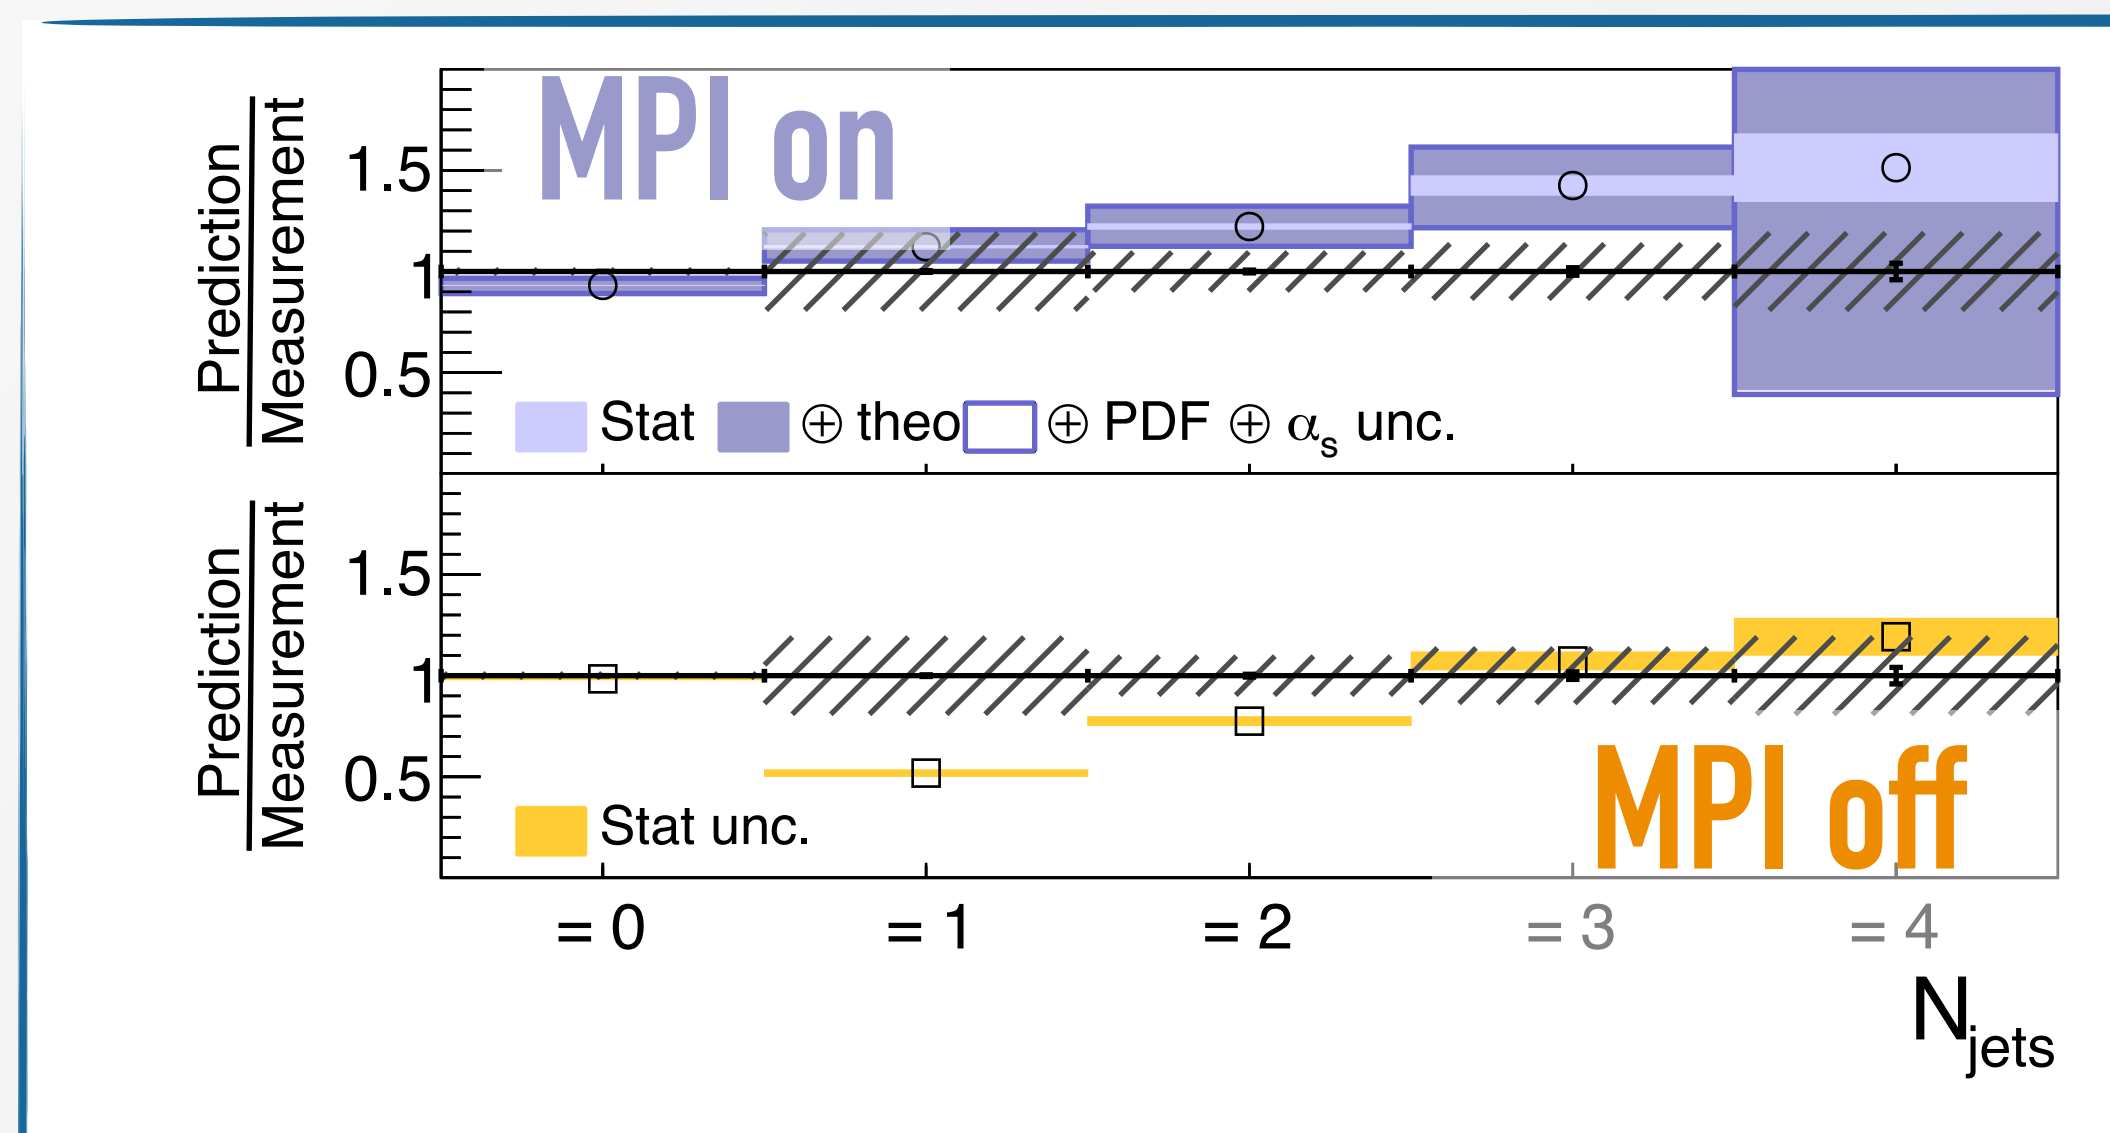 MPI on
Prediction
Measurement
1.5
1
0.5
Stat ⊕ theo ⊕ PDF ⊕ αs unc.
Prediction
Measurement
1.5
1
0.5
Stat unc.
MPI off
= 0 = 1 = 2 = 3 = 4
Njets